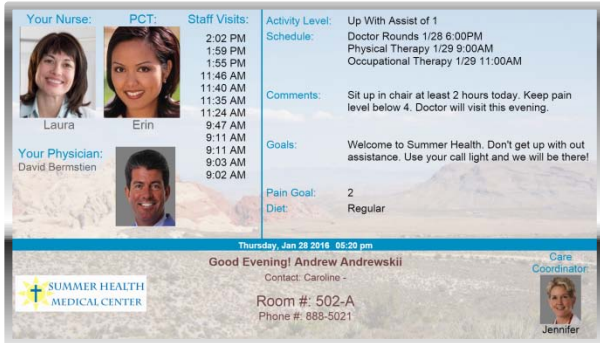 Your Nurse:
PCT:
Laura
Erin
Your Physician:
David Bermstien
Staff Visits:
2:02 PM
1:59 PM
1:55 PM
11:46 AM
11:40 AM
11:35 AM
11:24 AM
9:47 AM
9:11 AM
9:11 AM
9:03 AM
9:02 AM
Activity Level: Up With Assist of 1
Schedule: Doctor Rounds 1/28 6:00PM
Physical Therapy 1/29 9:00AM
Occupational Therapy 1/29 11:00AM
Comments: Sit up in chair at least 2 hours today. Keep pain
level below 4. Doctor will visit this evening.
Goals: Welcome to Summer Health. Don't get up with out
assistance. Use your call light and we will be there!
Pain Goal: 2
Diet: Regular
Thursday, Jan 28 2016 05:20 pm
SUMMER HEALTH
MEDICAL CENTER
Good Evening! Andrew Andrewskii
Contact: Caroline -
Room #: 502-A
Phone #: 888-5021
Care
Coordinator:
Jennifer